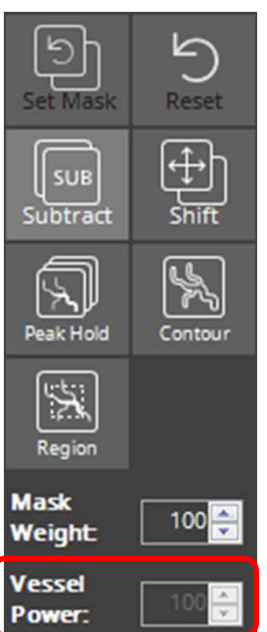 Set Mask Reset
SUB
Subtract Shift
Peak Hold Contour
Region
Mask
Weight: 100
Vessel
Power: 100